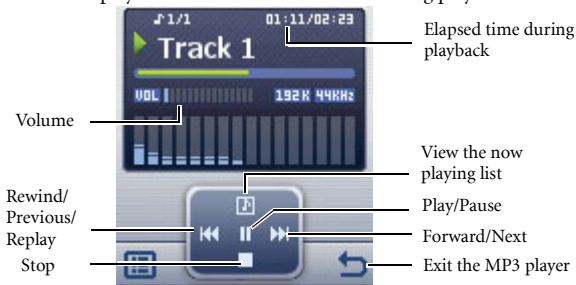 ♪1/1 01:11/02:23
Track 1
VOL 192K 44KHz
Elapsed time during
playback
Volume
View the now
playing list
Rewind/
Previous/
Replay
Play/Pause
Forward/Next
Stop
Exit the MP3 player